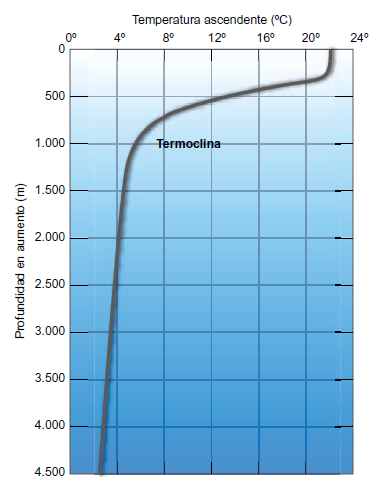 Temperatura ascendente (ºC)
0º 4º 8º 12º 16º 20º 24º
0
500
1.000
Termoclina
1.500
2.000
2.500
3.000
3.500
4.000
4.500
Profundidad en aumento (m)